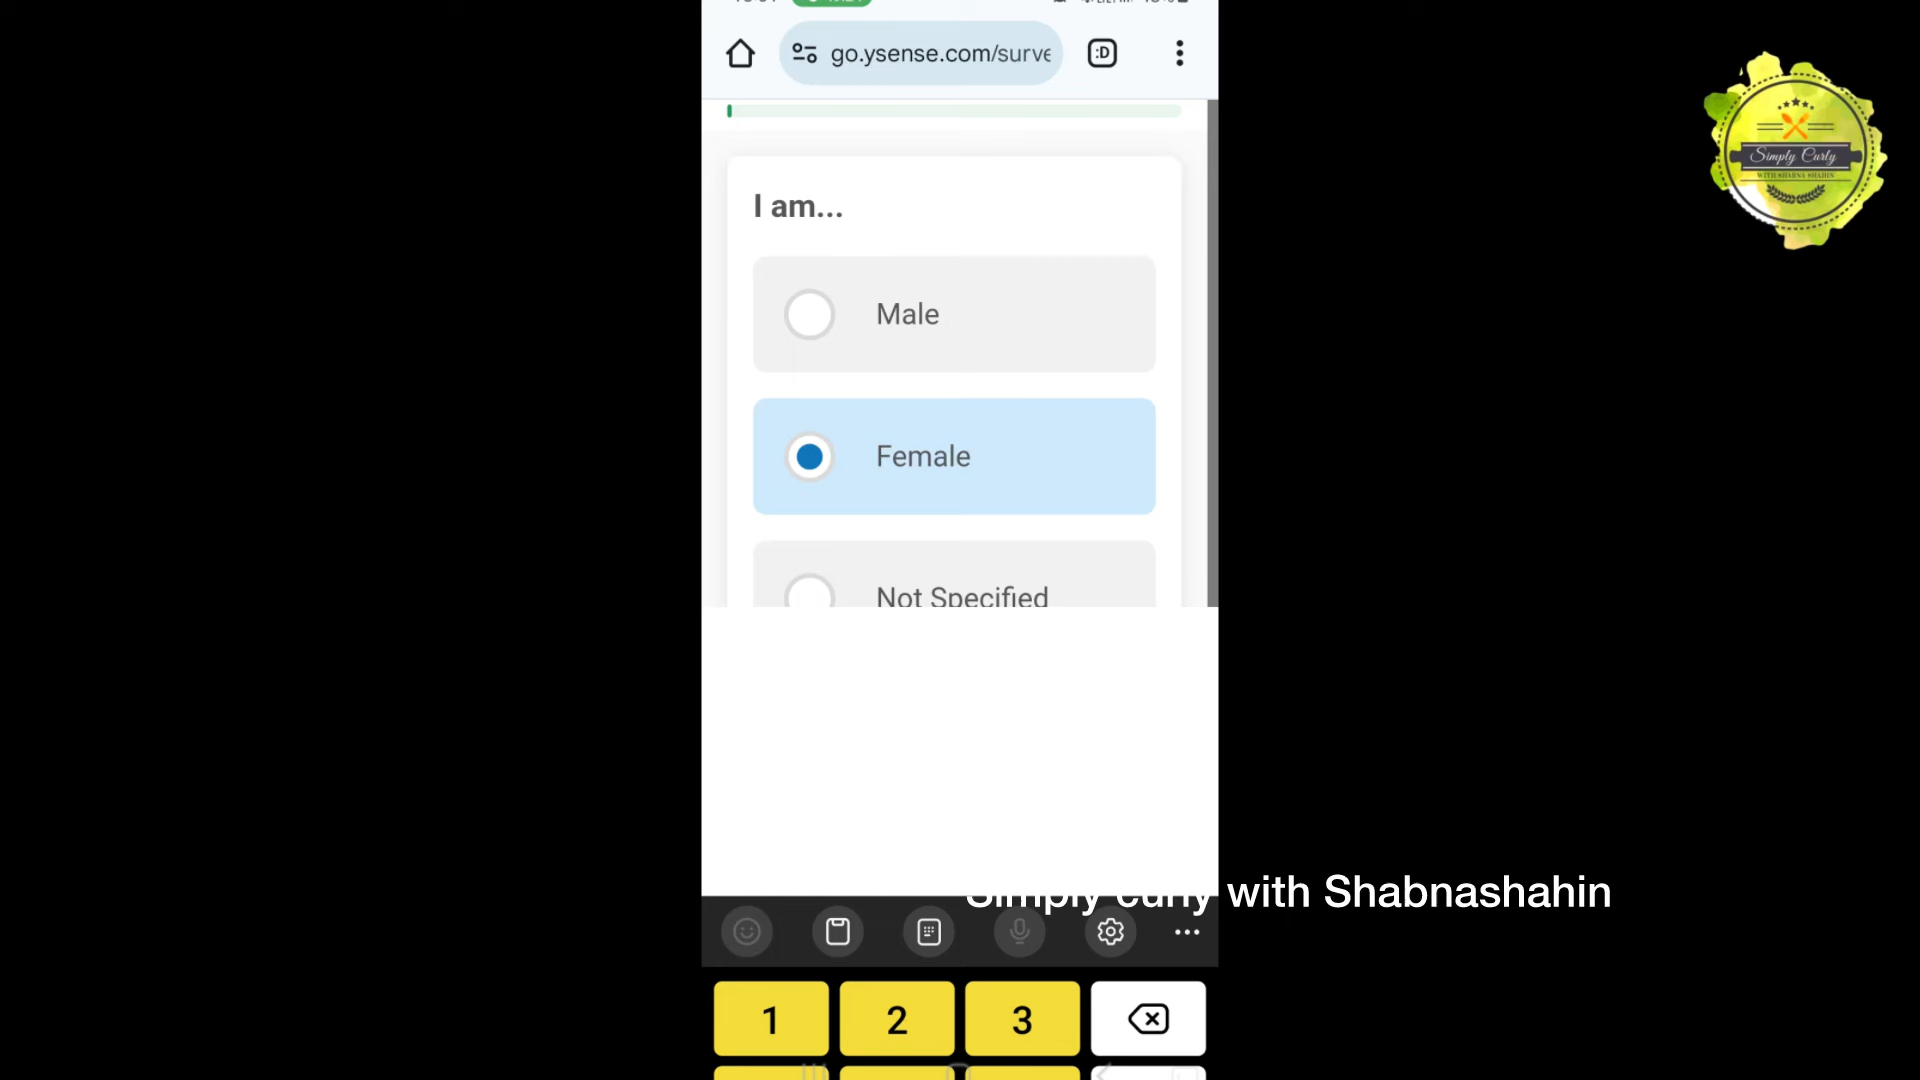 go.ysense.com/surve
:D
I am...
Male
Female
Not Specified
Simply Curly
WITH SHABNA SHAHIN
Simply curly with Shabnashahin
1
2
3